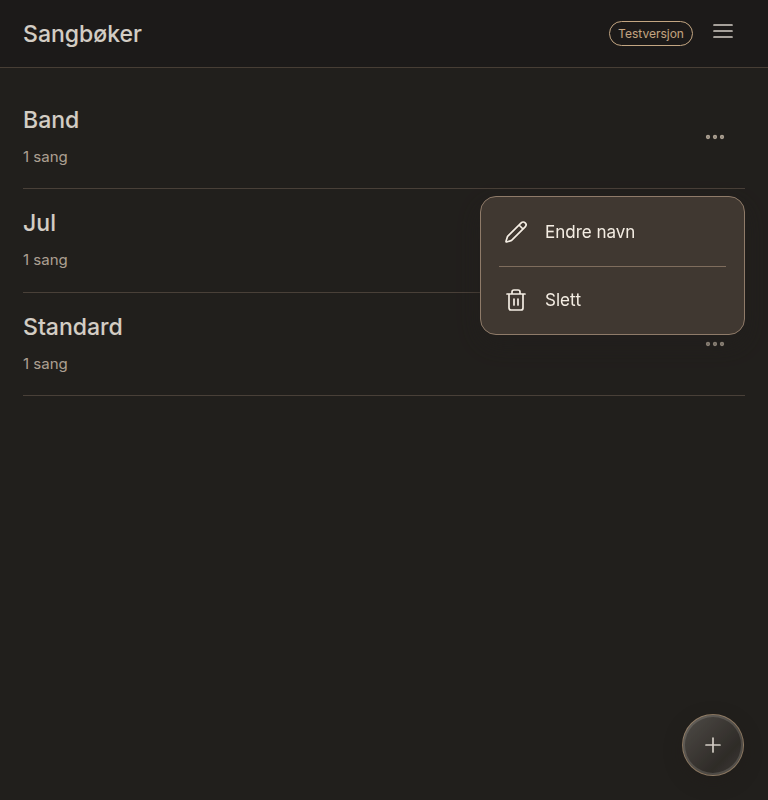 Sangbøker
Testversjon
Band
1 sang
Jul
1 sang
Endre navn
Slett
Standard
1 sang